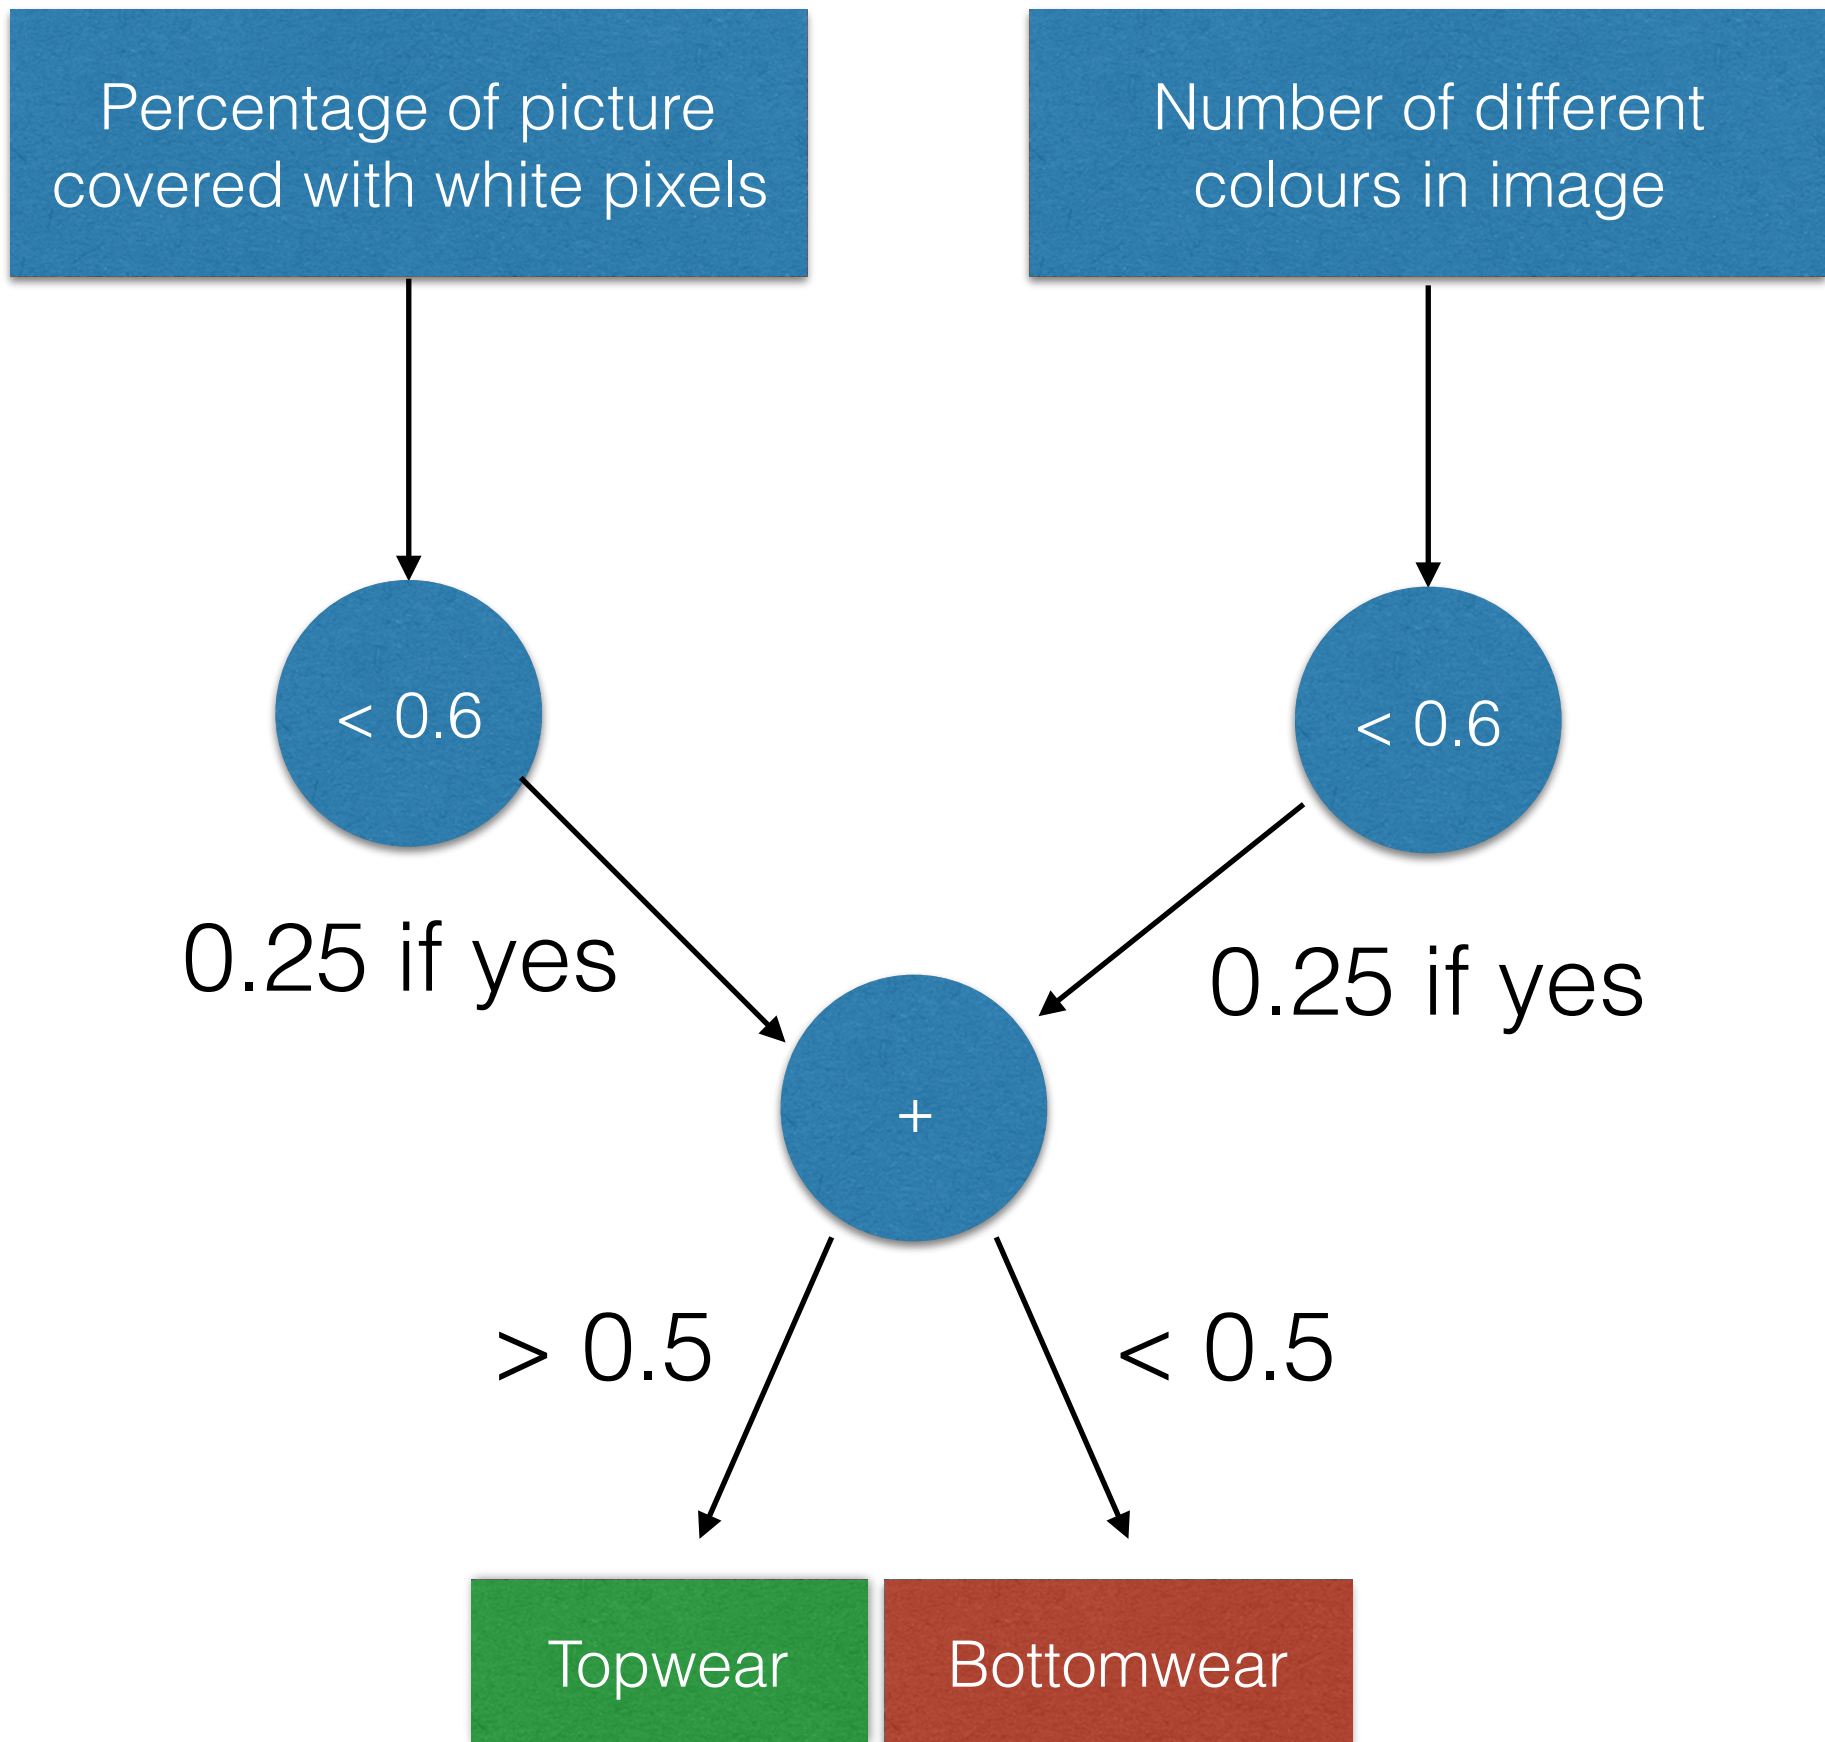 Percentage of picture
covered with white pixels
Number of different
colours in image
< 0.6
< 0.6
0.25 if yes
0.25 if yes
+
> 0.5
< 0.5
Topwear
Bottomwear